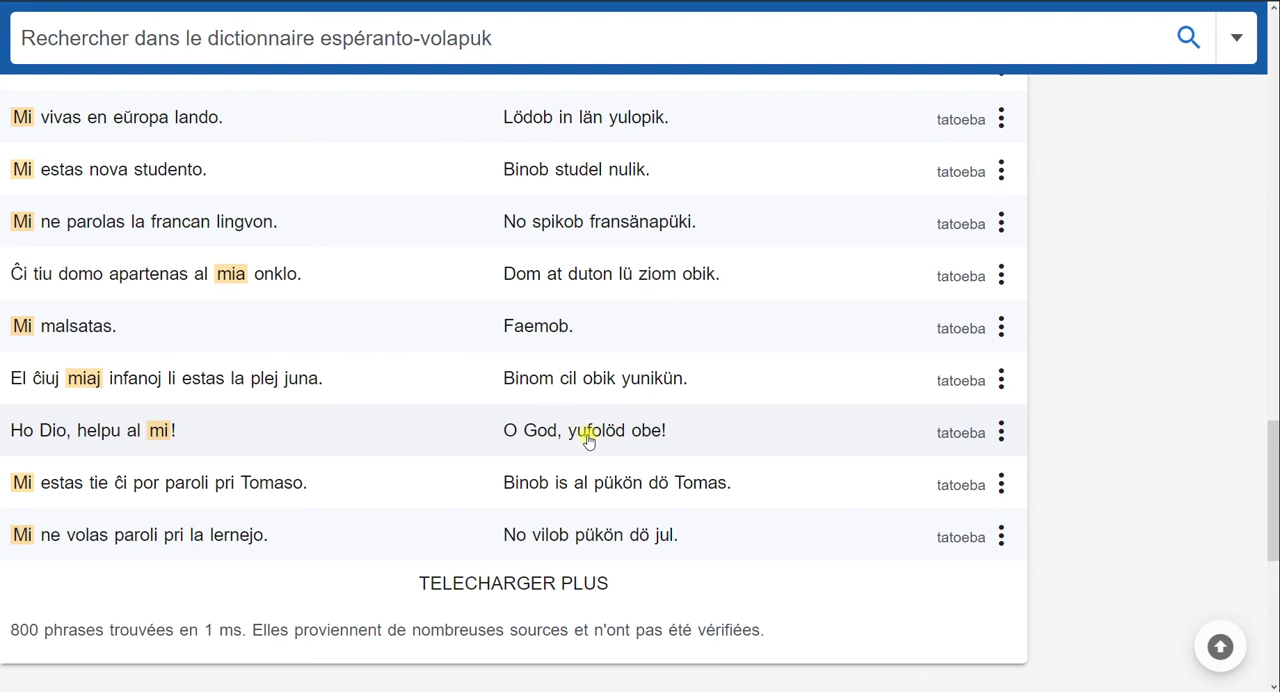 Rechercher dans le dictionnaire espéranto-volapuk
Mi vivas en eŭropa lando. Lödob in län yulopik. tatoeba
Mi estas nova studento. Binob studel nulik. tatoeba
Mi ne parolas la francan lingvon. No spikob fransänapüki. tatoeba
Ĉi tiu domo apartenas al mia onklo. Dom at duton lü ziom obik. tatoeba
Mi malsatas. Faemob. tatoeba
El ĉiuj miaj infanoj li estas la plej juna. Binom cil obik yunikün. tatoeba
Ho Dio, helpu al mi! O God, yufolöd obe! tatoeba
Mi estas tie ĉi por paroli pri Tomaso. Binob is al pükön dö Tomas. tatoeba
Mi ne volas paroli pri la lernejo. No vilob pükön dö jul. tatoeba
TELECHARGER PLUS
800 phrases trouvées en 1 ms. Elles proviennent de nombreuses sources et n'ont pas été vérifiées.